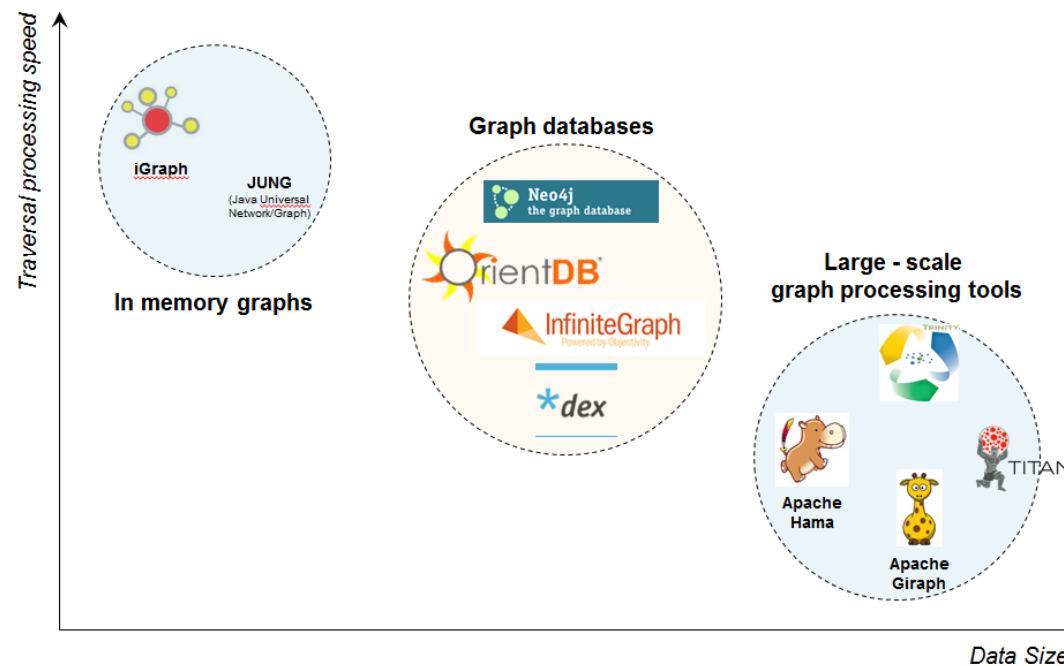 Traversal processing speed
iGraph
JUNG
(Java Universal
Network/Graph)
In memory graphs
Graph databases
Neo4j
the graph database
OrientDB®
InfiniteGraph
Powered by Objectivity
*dex
Large - scale
graph processing tools
TRINITY
Apache
Hama
TITAN
Apache
Giraph
Data Size